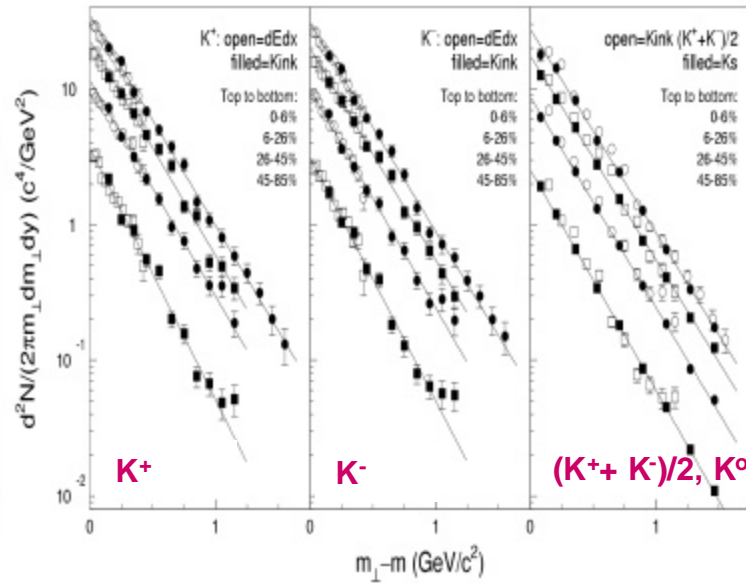 d²N/(2πm⊥dm⊥dy) (c⁴/GeV²)
10
1
10⁻¹
10⁻²
K⁺: open=dEdx
filled=Kink
Top to bottom:
0-6%
6-26%
26-45%
45-85%
K⁺
K⁻: open=dEdx
filled=Kink
Top to bottom:
0-6%
6-26%
26-45%
45-85%
K⁻
open=Kink (K⁺+K⁻)/2
filled=Ks
Top to bottom:
0-6%
6-26%
26-45%
45-85%
(K⁺+ K⁻)/2, K⁰
0 1 0 1 0 1
m⊥-m (GeV/c²)